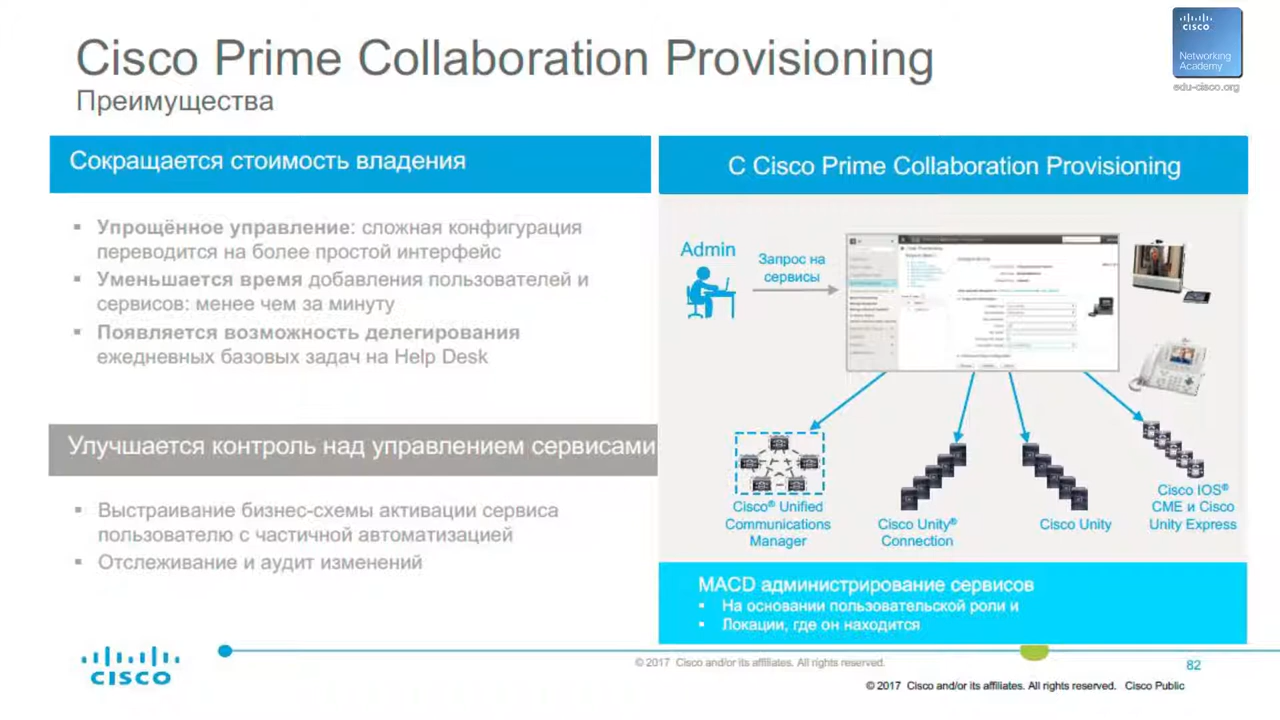 Cisco Prime Collaboration Provisioning
Преимущества
cisco
Networking
Academy
edu-cisco.org
Сокращается стоимость владения
▪ Упрощённое управление: сложная конфигурация
переводится на более простой интерфейс
▪ Уменьшается время добавления пользователей и
сервисов: менее чем за минуту
▪ Появляется возможность делегирования
ежедневных базовых задач на Help Desk
Улучшается контроль над управлением сервисами
▪ Выстраивание бизнес-схемы активации сервиса
пользователю с частичной автоматизацией
▪ Отслеживание и аудит изменений
С Cisco Prime Collaboration Provisioning
Admin
Запрос на
сервисы
Cisco® Unified
Communications
Manager
Cisco Unity®
Connection
Cisco Unity
Cisco IOS®
CME и Cisco
Unity Express
MACD администрирование сервисов
▪ На основании пользовательской роли и
▪ Локации, где он находится
cisco
© 2017 Cisco and/or its affiliates. All rights reserved.
82
© 2017 Cisco and/or its affiliates. All rights reserved. Cisco Public